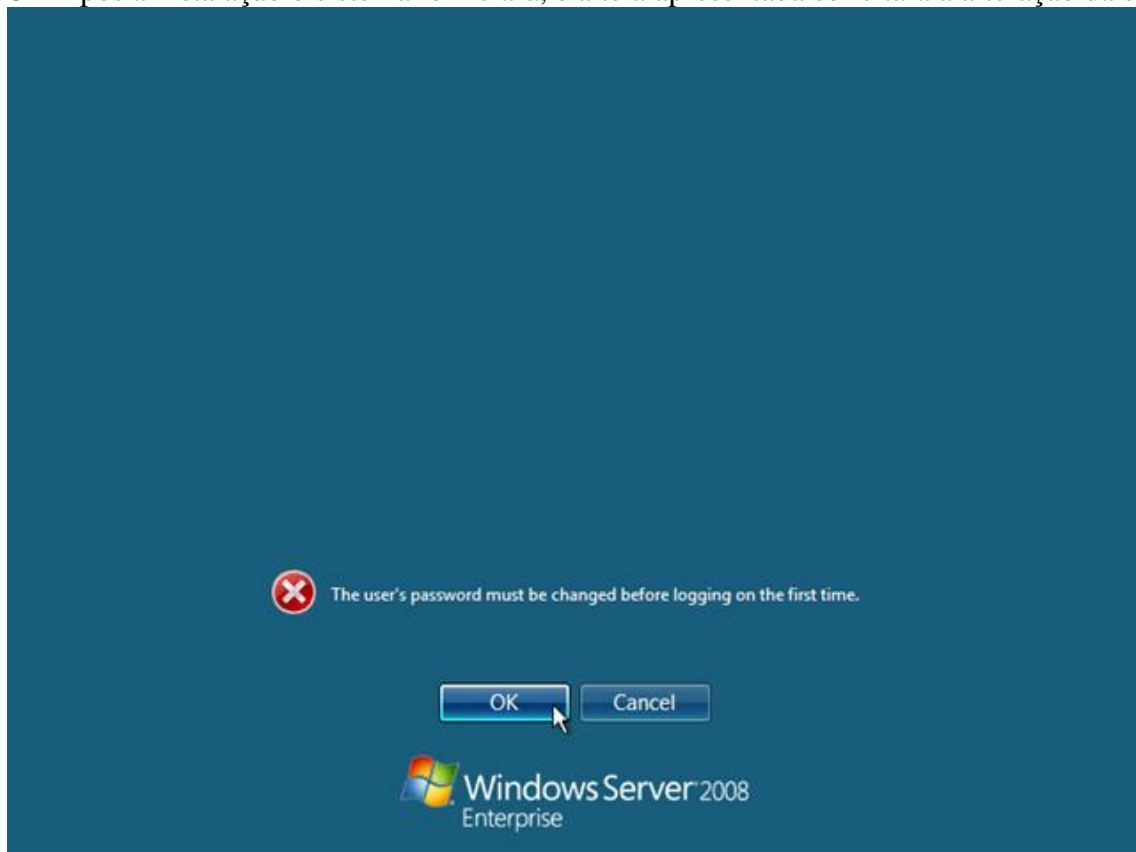 The user's password must be changed before logging on the first time.
OK
Cancel
Windows Server 2008
Enterprise